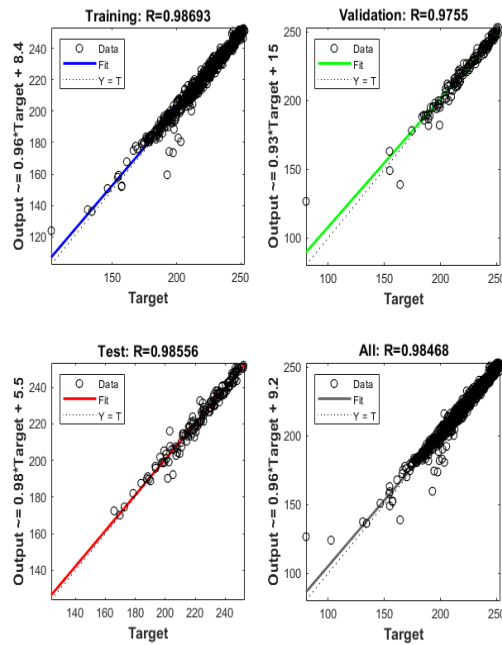 Training: R=0.98693
Output ~= 0.96*Target + 8.4
Data
Fit
Y = T
240
220
200
180
160
140
120
150
200
250
Target
Validation: R=0.9755
Output ~= 0.93*Target + 15
Data
Fit
Y = T
250
200
150
100
100
150
200
250
Target
Test: R=0.98556
Output ~= 0.98*Target + 5.5
Data
Fit
Y = T
240
220
200
180
160
140
140
160
180
200
220
240
Target
All: R=0.98468
Output ~= 0.96*Target + 9.2
Data
Fit
Y = T
250
200
150
100
100
150
200
250
Target